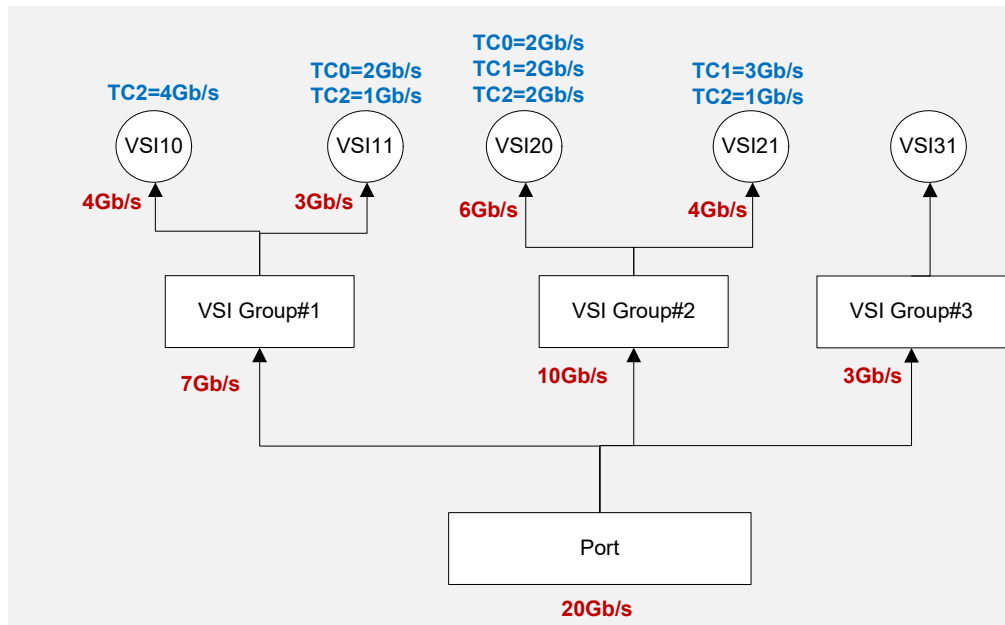 TC0=2Gb/s
TC1=2Gb/s
TC2=2Gb/s
TC0=2Gb/s
TC2=1Gb/s
TC1=3Gb/s
TC2=1Gb/s
TC2=4Gb/s
VSI10
VSI11
VSI20
VSI21
VSI31
4Gb/s
3Gb/s
6Gb/s
4Gb/s
VSI Group#1
VSI Group#2
VSI Group#3
7Gb/s
10Gb/s
3Gb/s
Port
20Gb/s